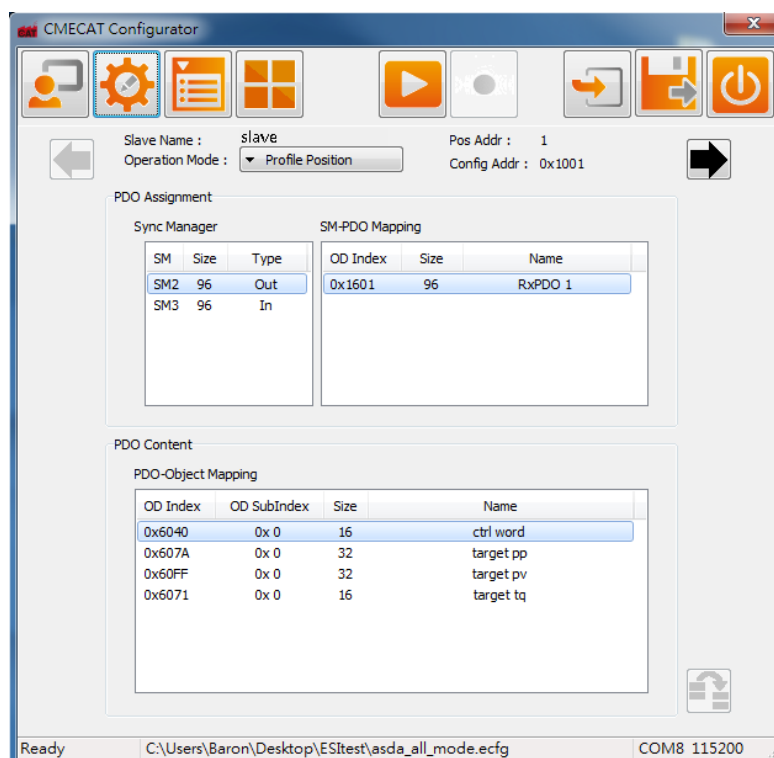 CMECAT Configurator
Slave Name : slave Pos Addr : 1
Operation Mode : Profile Position Config Addr : 0x1001
PDO Assignment
Sync Manager SM-PDO Mapping
SM Size Type OD Index Size Name
SM2 96 Out 0x1601 96 RxPDO 1
SM3 96 In
PDO Content
PDO-Object Mapping
OD Index OD SubIndex Size Name
0x6040 0x 0 16 ctrl word
0x607A 0x 0 32 target pp
0x60FF 0x 0 32 target pv
0x6071 0x 0 16 target tq
Ready C:\Users\Baron\Desktop\ESItest\asda_all_mode.ecfg COM8 115200